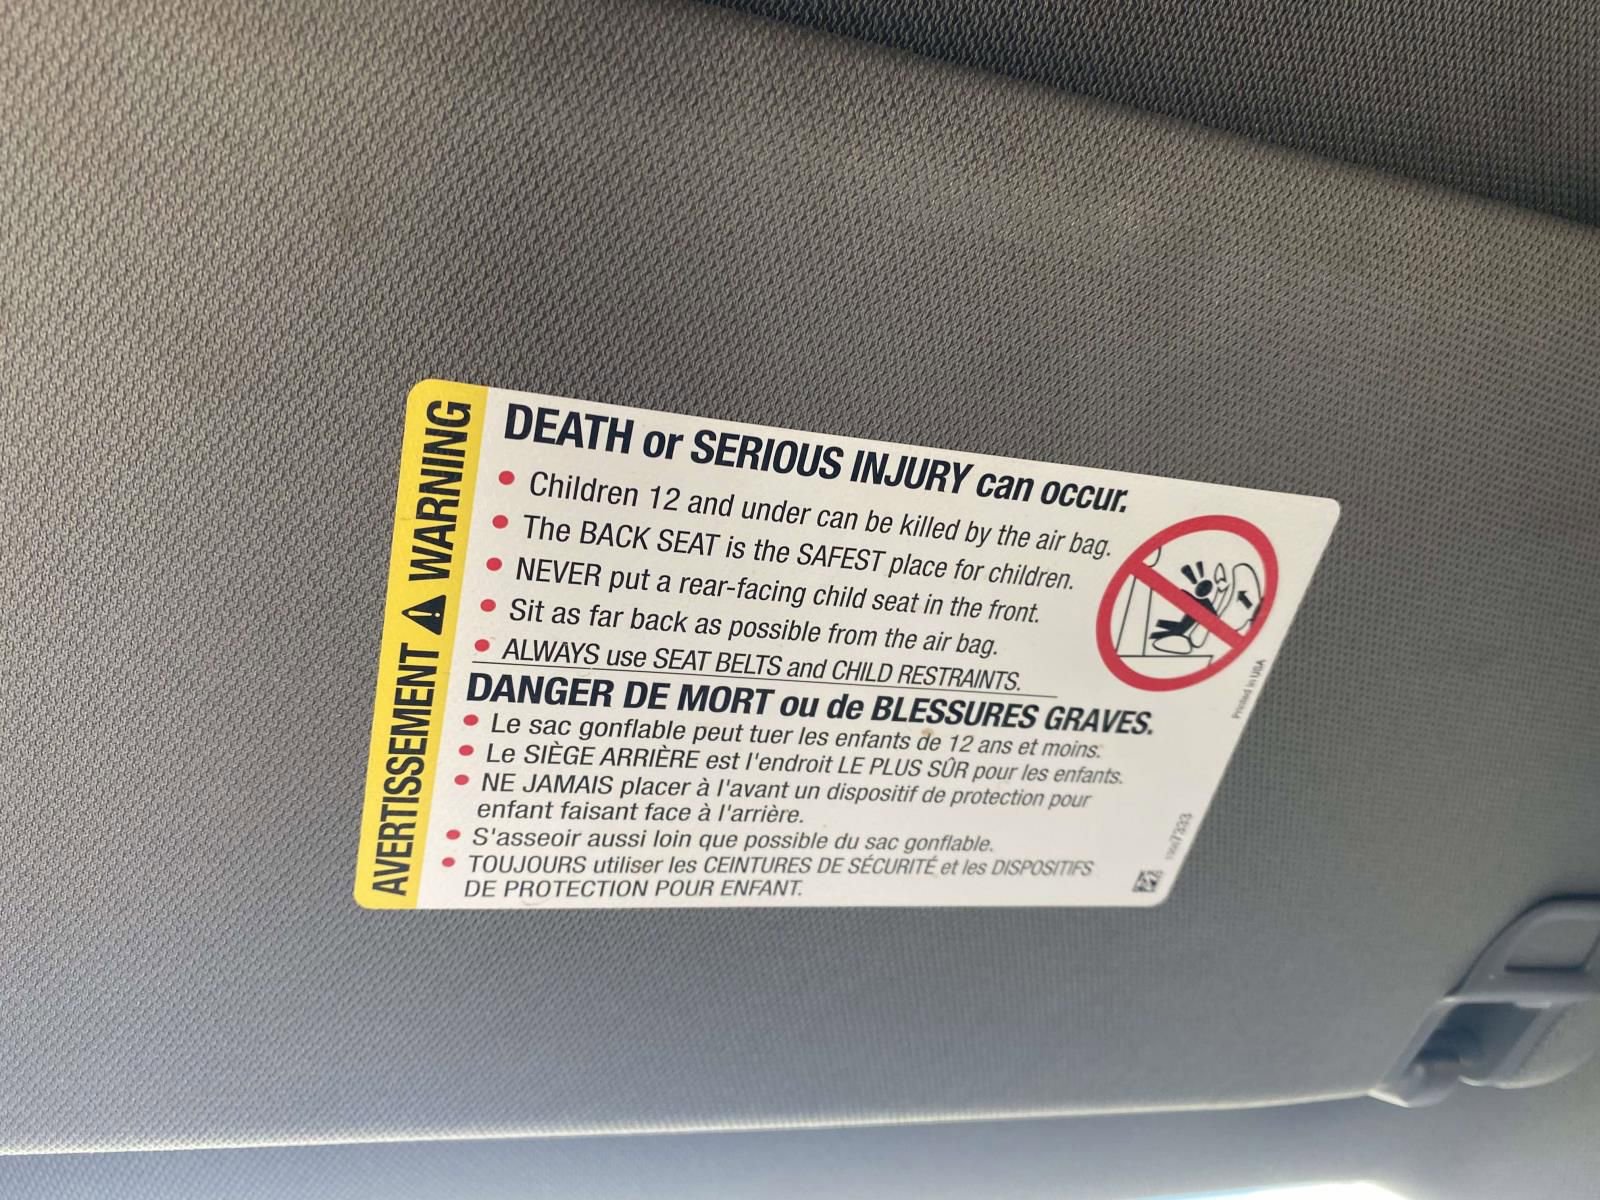 WARNING
AVERTISSEMENT
DEATH or SERIOUS INJURY can occur.
• Children 12 and under can be killed by the air bag.
• The BACK SEAT is the SAFEST place for children.
• NEVER put a rear-facing child seat in the front.
• Sit as far back as possible from the air bag.
• ALWAYS use SEAT BELTS and CHILD RESTRAINTS.
DANGER DE MORT ou de BLESSURES GRAVES.
• Le sac gonflable peut tuer les enfants de 12 ans et moins.
• Le SIÈGE ARRIÈRE est l'endroit LE PLUS SÛR pour les enfants.
• NE JAMAIS placer à l'avant un dispositif de protection pour
enfant faisant face à l'arrière.
• S'asseoir aussi loin que possible du sac gonflable.
• TOUJOURS utiliser les CEINTURES DE SÉCURITÉ et les DISPOSITIFS
DE PROTECTION POUR ENFANT.
Printed in USA